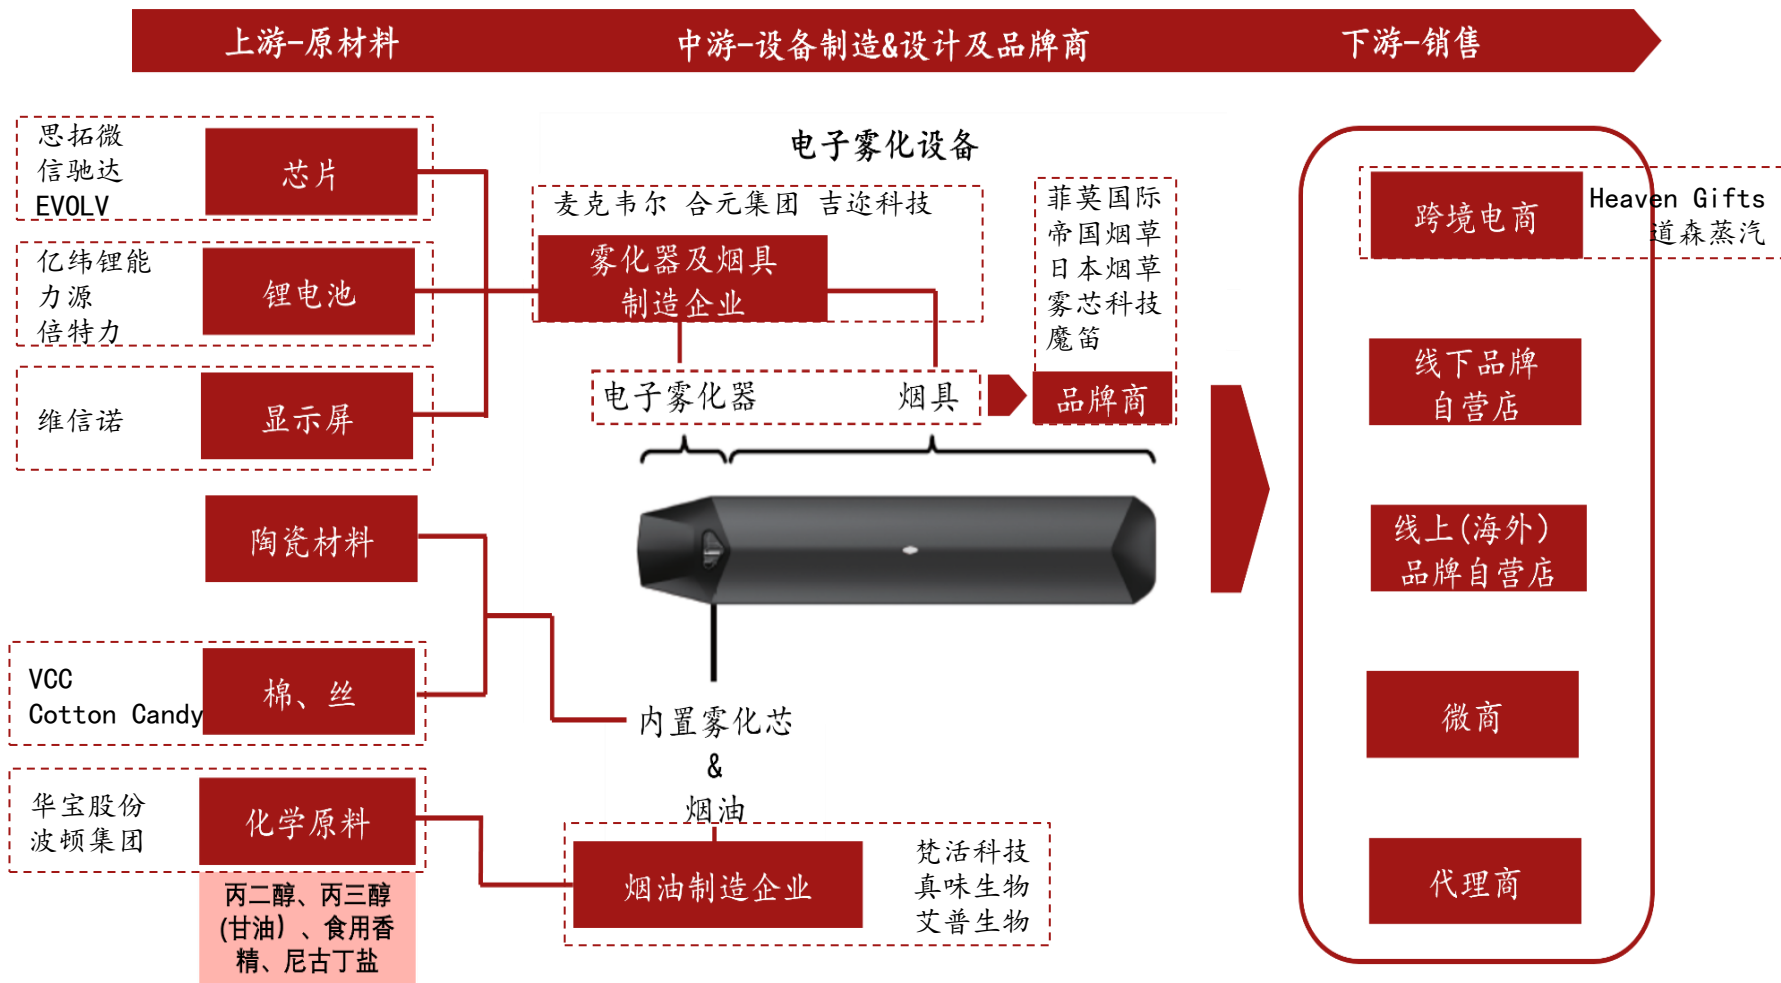 上游-原材料
中游-设备制造&设计及品牌商
下游-销售
思拓微
信驰达
EVOLV
芯片
亿纬锂能
力源
倍特力
锂电池
维信诺
显示屏
陶瓷材料
VCC
Cotton Candy
棉、丝
华宝股份
波顿集团
化学原料
丙二醇、丙三醇
(甘油）、食用香
精、尼古丁盐
电子雾化设备
麦克韦尔 合元集团 吉迩科技
雾化器及烟具
制造企业
电子雾化器
烟具
菲莫国际
帝国烟草
日本烟草
雾芯科技
魔笛
品牌商
内置雾化芯
&
烟油
烟油制造企业
梵活科技
真味生物
艾普生物
跨境电商
Heaven Gifts
道森蒸汽
线下品牌
自营店
线上(海外)
品牌自营店
微商
代理商